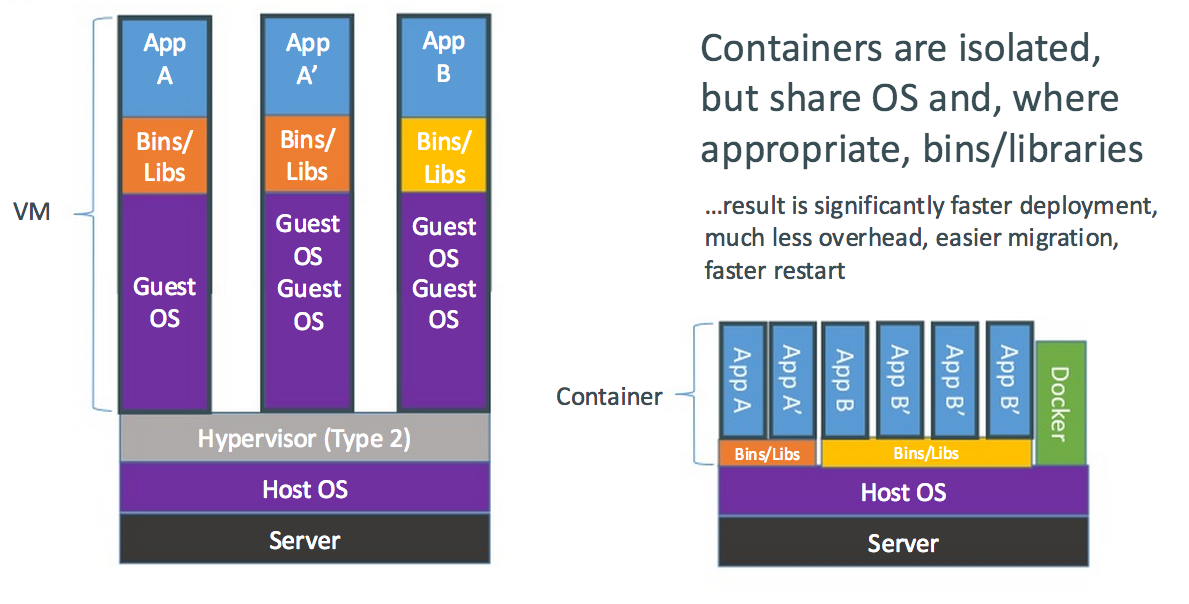 VM
App
A
Bins/
Libs
Guest
OS
App
A’
Bins/
Libs
Guest
OS
Guest
OS
App
B
Bins/
Libs
Guest
OS
Guest
OS
Hypervisor (Type 2)
Host OS
Server
Containers are isolated,
but share OS and, where
appropriate, bins/libraries
...result is significantly faster deployment,
much less overhead, easier migration,
faster restart
Container
App A
App A’
App B
App B’
App B’
App B’
Docker
Bins/Libs
Bins/Libs
Host OS
Server